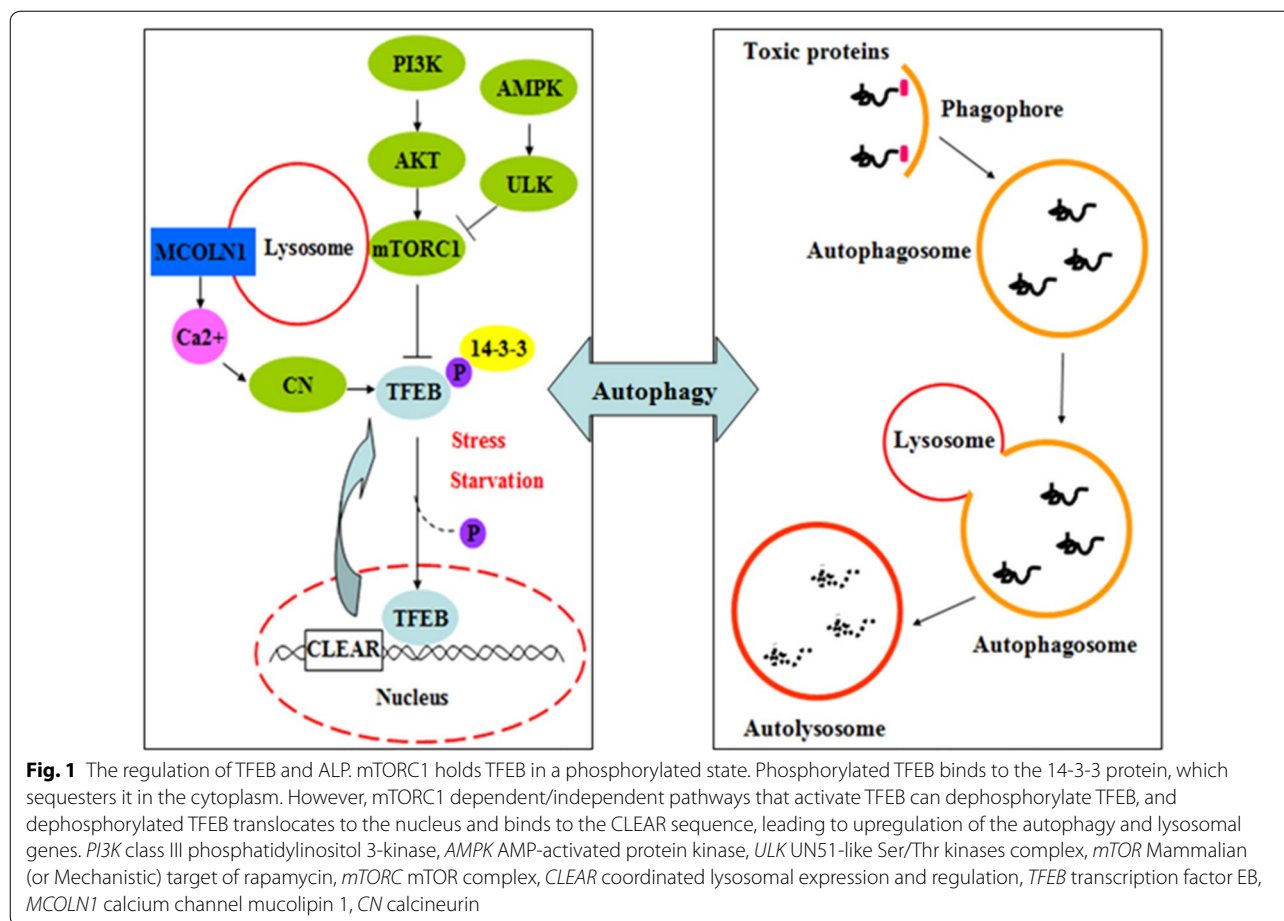 PI3K
AMPK
AKT
ULK
MCOLN1
Lysosome
mTORC1
Ca2+
14-3-3
P
CN
TFEB
Stress
Starvation
P
TFEB
CLEAR
Nucleus
Autophagy
Toxic proteins
Phagophore
Autophagosome
Lysosome
Autophagosome
Autolysosome
Fig. 1 The regulation of TFEB and ALP. mTORC1 holds TFEB in a phosphorylated state. Phosphorylated TFEB binds to the 14-3-3 protein, which
sequesters it in the cytoplasm. However, mTORC1 dependent/independent pathways that activate TFEB can dephosphorylate TFEB, and
dephosphorylated TFEB translocates to the nucleus and binds to the CLEAR sequence, leading to upregulation of the autophagy and lysosomal
genes. PI3K class III phosphatidylinositol 3-kinase, AMPK AMP-activated protein kinase, ULK UN51-like Ser/Thr kinases complex, mTOR Mammalian
(or Mechanistic) target of rapamycin, mTORC mTOR complex, CLEAR coordinated lysosomal expression and regulation, TFEB transcription factor EB,
MCOLN1 calcium channel mucolipin 1, CN calcineurin